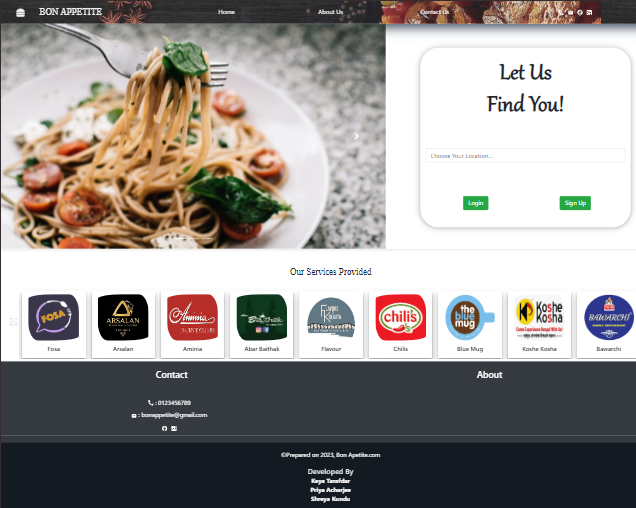 BON APPETITE
Home
About Us
Contact Us
Let Us
Find You!
Choose Your Location...
Login
Sign Up
Our Services Provided
FOSA
ARSALAN
Aminia
chili's
the
blue
mug
Koshe
Kosha
BAWARCHI
Fosa
Arsalan
Aminia
Abar Baithak
Flavour
Chilis
Blue Mug
Koshe Kosha
Bawarchi
Contact
About
: 0123456789
: bonappetite@gmail.com
©Prepared on 2023, Bon Apetite.com
Developed By
Keya Tarafdar
Priya Acharjee
Shreya Kundu